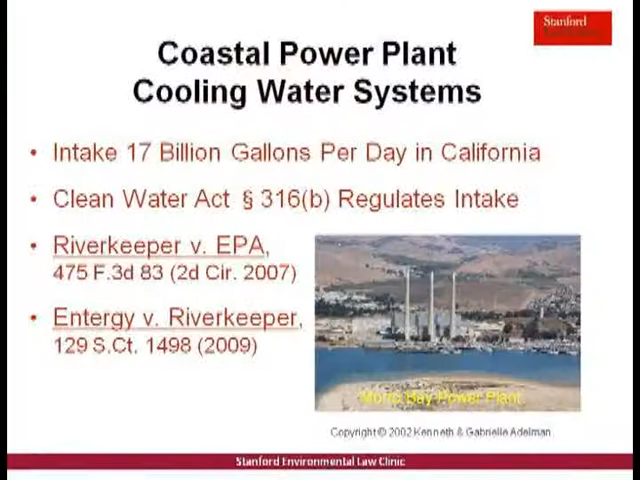 Stanford
Coastal Power Plant
Cooling Water Systems
• Intake 17 Billion Gallons Per Day in California
• Clean Water Act § 316(b) Regulates Intake
• Riverkeeper v. EPA,
475 F.3d 83 (2d Cir. 2007)
• Entergy v. Riverkeeper,
129 S.Ct. 1498 (2009)
Morro Bay Power Plant
Copyright © 2002 Kenneth & Gabrielle Adelman
Stanford Environmental Law Clinic